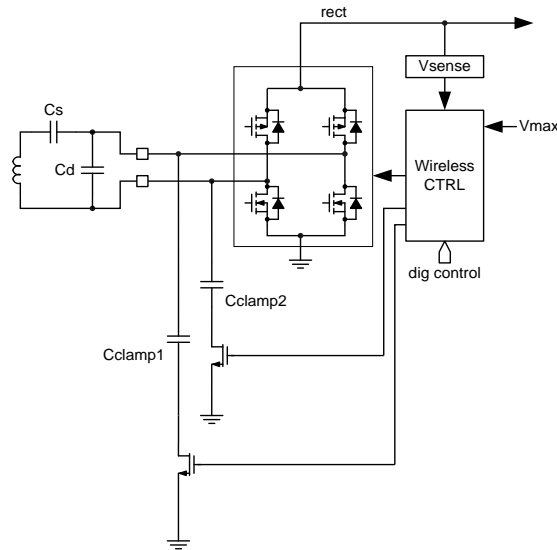 rect
Vsense
Cs
Vmax
Cd
Wireless
CTRL
dig control
Cclamp2
Cclamp1